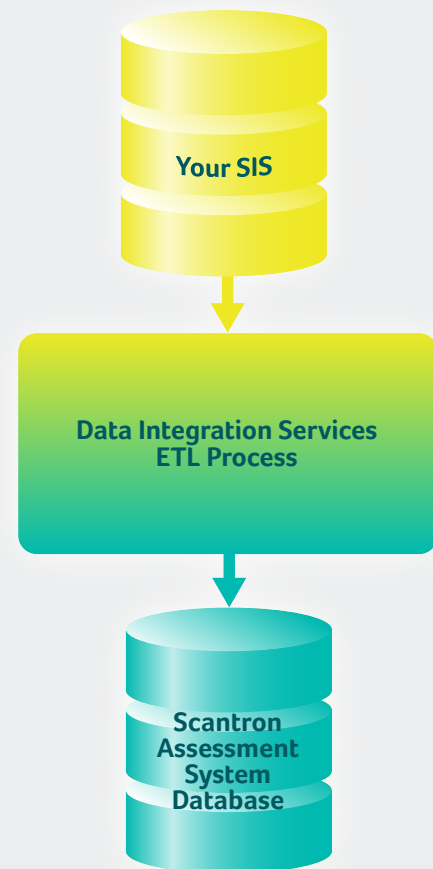 Your SIS
Data Integration Services
ETL Process
Scantron
Assessment
System
Database